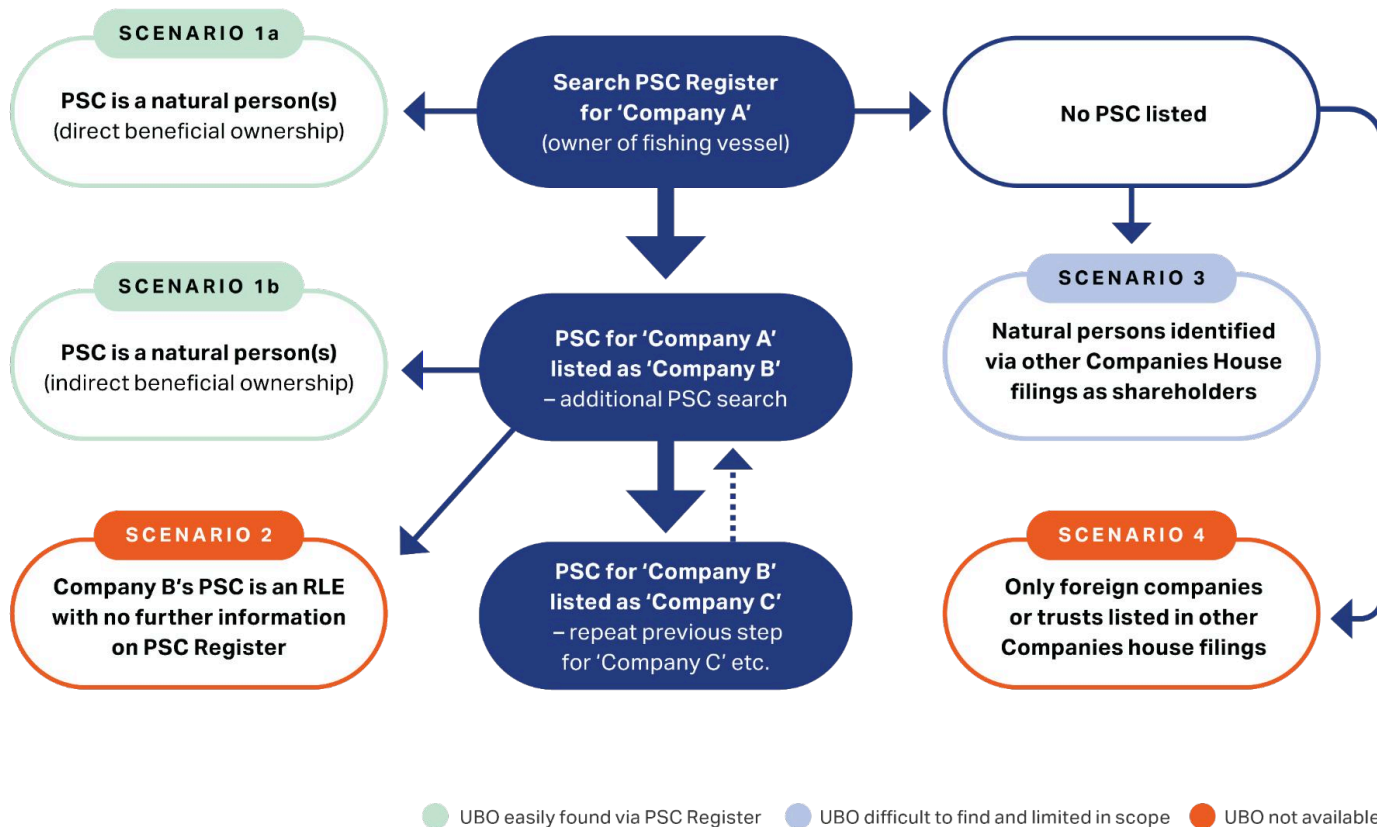 SCENARIO 1a
PSC is a natural person(s)
(direct beneficial ownership)
Search PSC Register
for ‘Company A’
(owner of fishing vessel)
No PSC listed
SCENARIO 1b
PSC is a natural person(s)
(indirect beneficial ownership)
PSC for ‘Company A’
listed as ‘Company B’
– additional PSC search
SCENARIO 3
Natural persons identified
via other Companies House
filings as shareholders
SCENARIO 2
Company B’s PSC is an RLE
with no further information
on PSC Register
PSC for ‘Company B’
listed as ‘Company C’
– repeat previous step
for ‘Company C’ etc.
SCENARIO 4
Only foreign companies
or trusts listed in other
Companies house filings
UBO easily found via PSC Register
UBO difficult to find and limited in scope
UBO not available